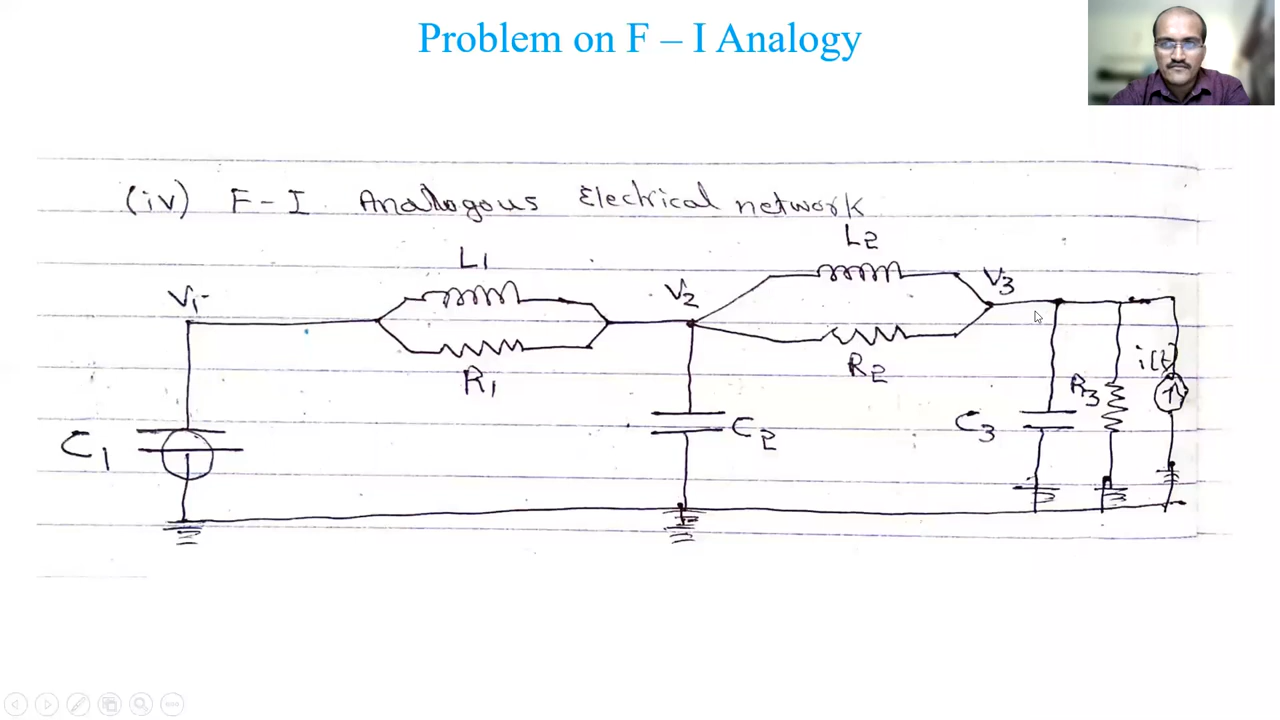 Problem on F – I Analogy
(iv) F-I Analogous Electrical network
L2
L1
V1
V2
V3
R1
R2
i(t)
R3
C1
C2
C3